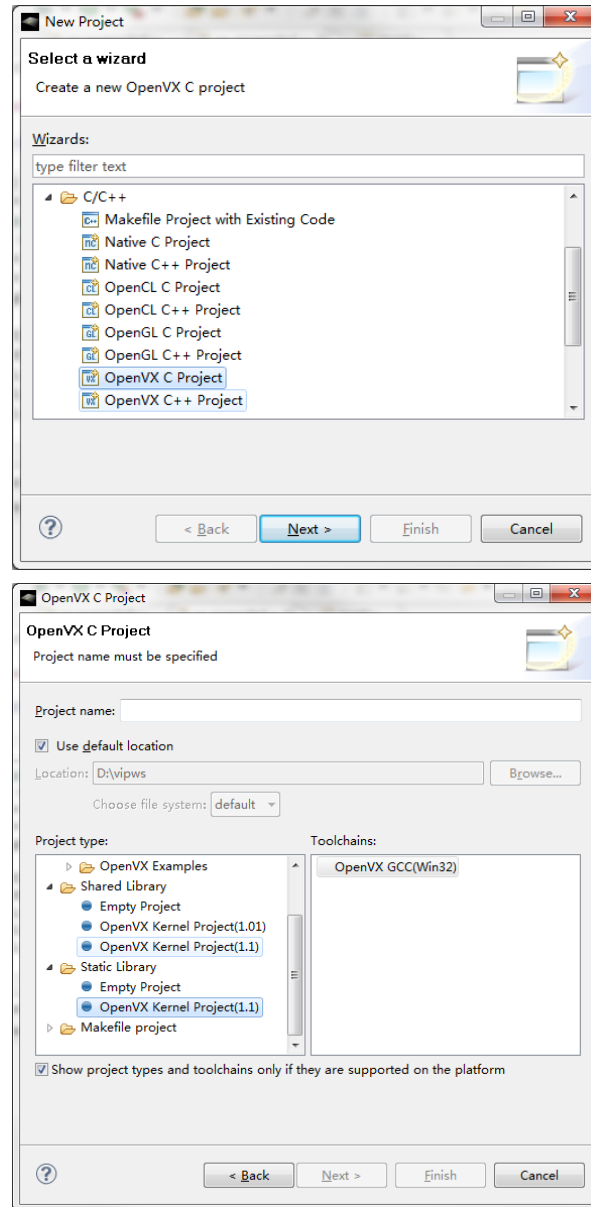 New Project
Select a wizard
Create a new OpenVX C project
Wizards:
type filter text
C/C++
Makefile Project with Existing Code
Native C Project
Native C++ Project
OpenCL C Project
OpenCL C++ Project
OpenGL C Project
OpenGL C++ Project
OpenVX C Project
OpenVX C++ Project
< Back Next > Finish Cancel
OpenVX C Project
OpenVX C Project
Project name must be specified
Project name:
Use default location
Location: D:\vipws Browse...
Choose file system: default
Project type: Toolchains:
OpenVX Examples OpenVX GCC(Win32)
Shared Library
Empty Project
OpenVX Kernel Project(1.01)
OpenVX Kernel Project(1.1)
Static Library
Empty Project
OpenVX Kernel Project(1.1)
Makefile project
Show project types and toolchains only if they are supported on the platform
< Back Next > Finish Cancel